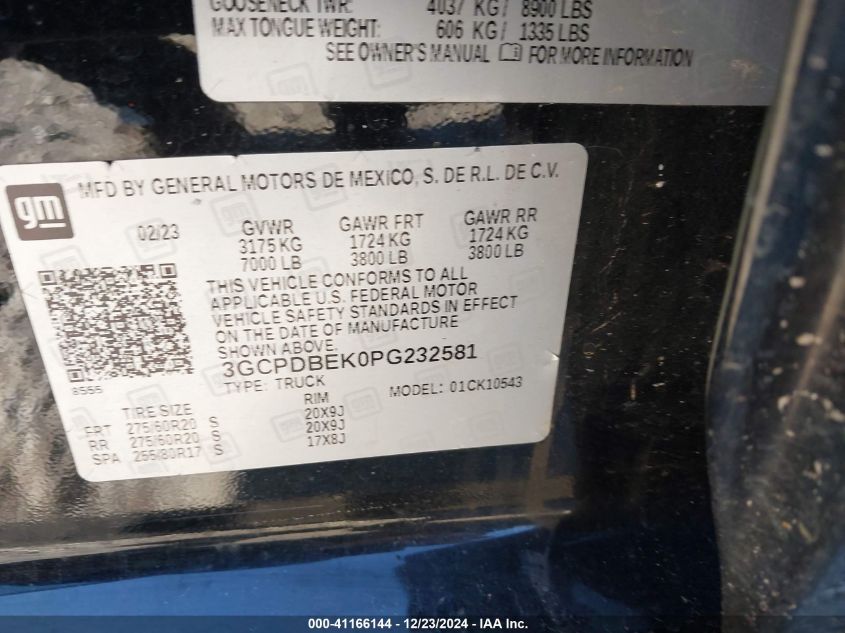 GOOSENECK TWR: 4037 KG/ 8900 LBS
MAX TONGUE WEIGHT: 606 KG/ 1335 LBS
SEE OWNER'S MANUAL FOR MORE INFORMATION
gm
MFD BY GENERAL MOTORS DE MEXICO, S. DE R.L. DE C.V.
02/23 GVWR GAWR FRT GAWR RR
3175 KG 1724 KG 1724 KG
7000 LB 3800 LB 3800 LB
THIS VEHICLE CONFORMS TO ALL
APPLICABLE U.S. FEDERAL MOTOR
VEHICLE SAFETY STANDARDS IN EFFECT
ON THE DATE OF MANUFACTURE
SHOWN ABOVE.
3GCPDBEK0PG232581
8555
TYPE: TRUCK MODEL: 01CK10543
TIRE SIZE RIM
FRT 275/60R20 S 20X9J
RR 275/60R20 S 20X9J
SPA 255/80R17 S 17X8J
000-41166144 - 12/23/2024 - IAA Inc.